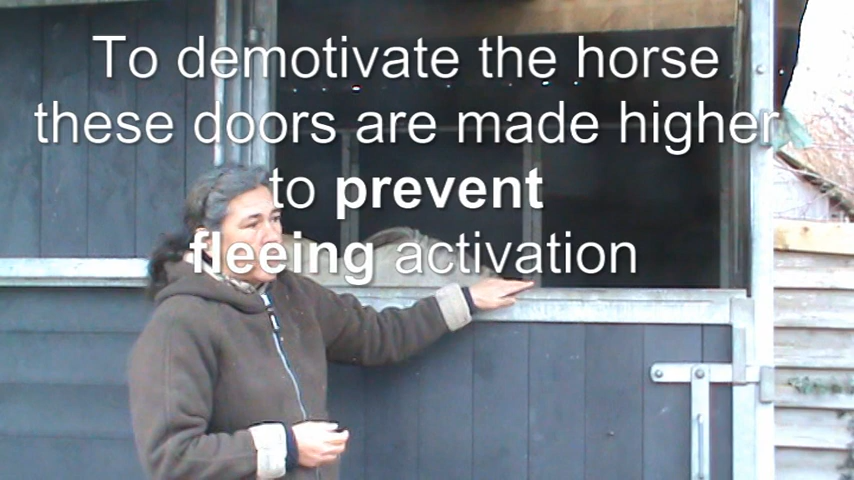 To demotivate the horse
these doors are made higher
to prevent
fleeing activation